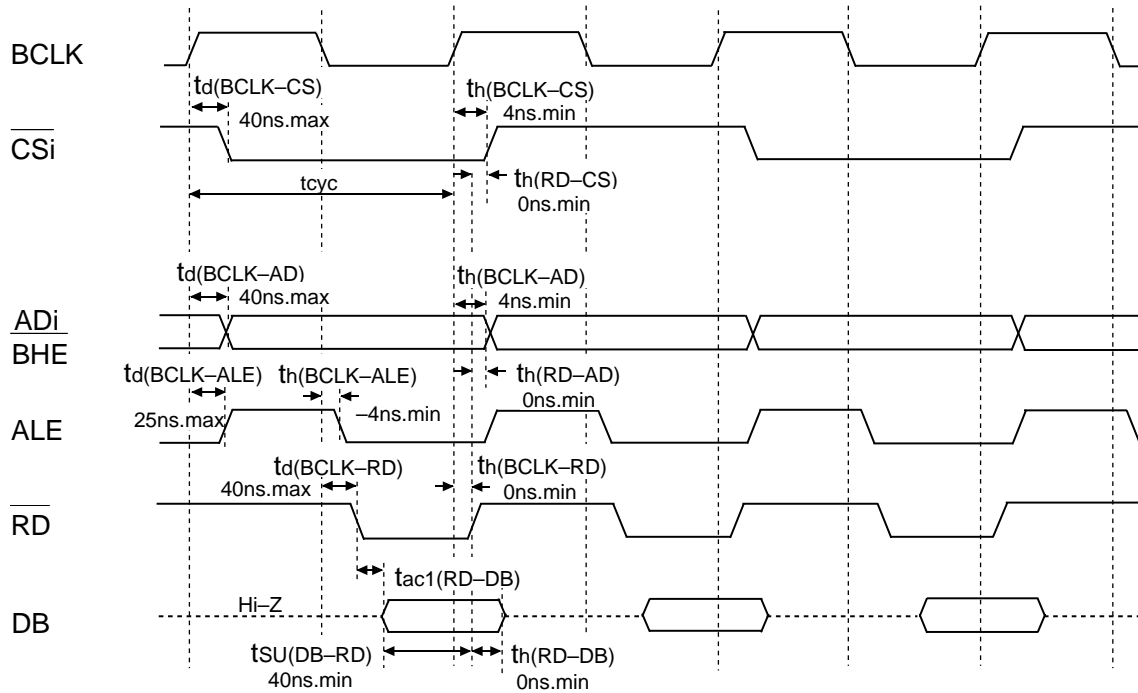 BCLK
td(BCLK–CS)
40ns.max
th(BCLK–CS)
4ns.min
CSi
tcyc
th(RD–CS)
0ns.min
td(BCLK–AD)
40ns.max
th(BCLK–AD)
4ns.min
ADi
BHE
td(BCLK–ALE)
25ns.max
th(BCLK–ALE)
–4ns.min
th(RD–AD)
0ns.min
ALE
td(BCLK–RD)
40ns.max
th(BCLK–RD)
0ns.min
RD
tac1(RD–DB)
Hi–Z
DB
tSU(DB–RD)
40ns.min
th(RD–DB)
0ns.min